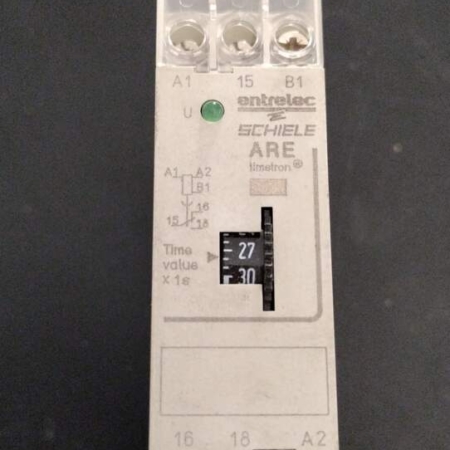 A1 15 B1
U entrelec
SCHIELE
ARE
timetron®
A1 A2
B1
16
15 18
Time
value
x 1s
27
30
16 18 A2